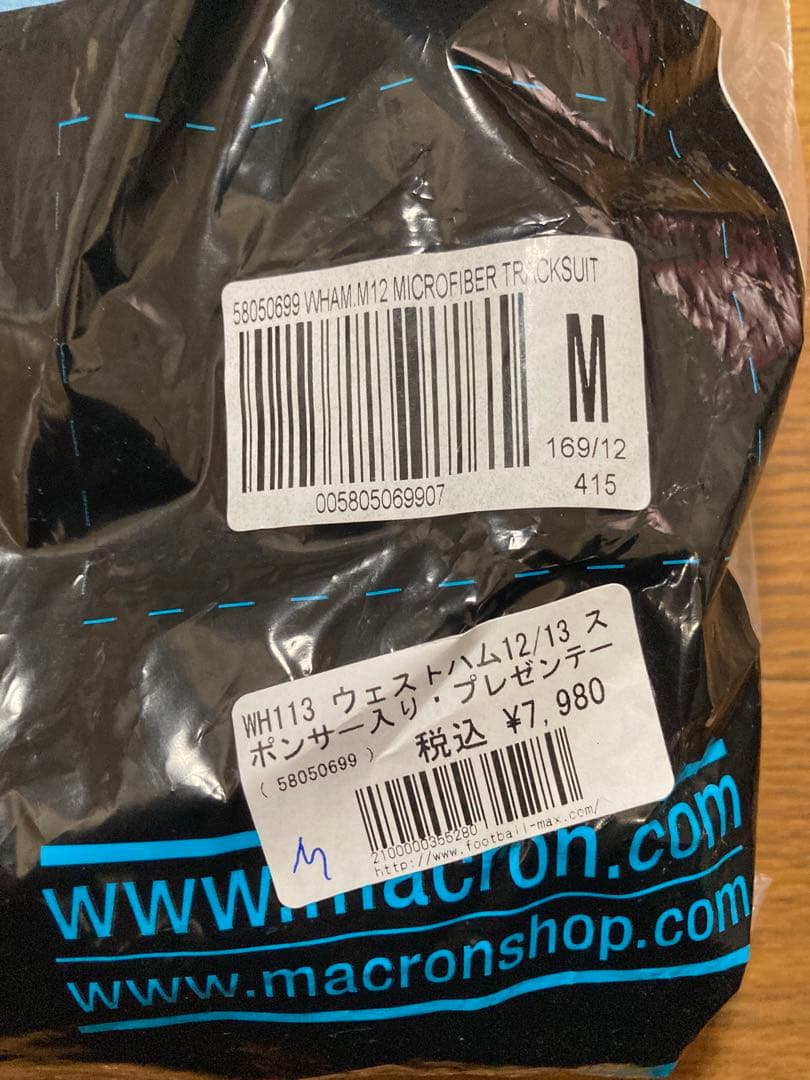 58050699 WHAM.M12 MICROFIBER TRACKSUIT
M
169/12
415
005805069907
WH113 ウェストハム12/13 ス
ポンサー入り・プレゼンテー
( 58050699 )
税込 ¥7,980
2100000355280
http://www.football-max.com/
M
www.macron.com
www.macronshop.com